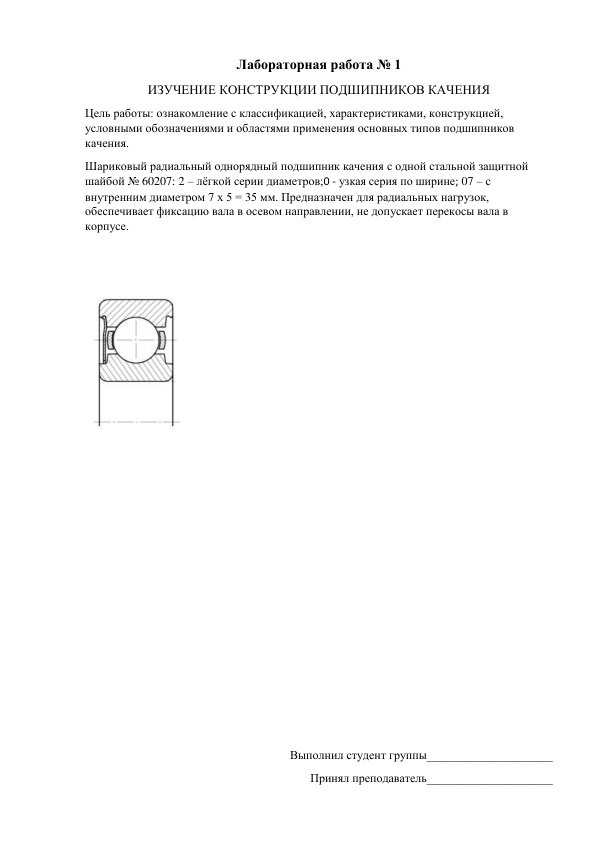 Лабораторная работа № 1
ИЗУЧЕНИЕ КОНСТРУКЦИИ ПОДШИПНИКОВ КАЧЕНИЯ
Цель работы: ознакомление с классификацией, характеристиками, конструкцией,
условными обозначениями и областями применения основных типов подшипников
качения.
Шариковый радиальный однорядный подшипник качения с одной стальной защитной
шайбой № 60207: 2 – лёгкой серии диаметров;0 - узкая серия по ширине; 07 – с
внутренним диаметром 7 х 5 = 35 мм. Предназначен для радиальных нагрузок,
обеспечивает фиксацию вала в осевом направлении, не допускает перекосы вала в
корпусе.
Выполнил студент группы_____________________
Принял преподаватель_____________________